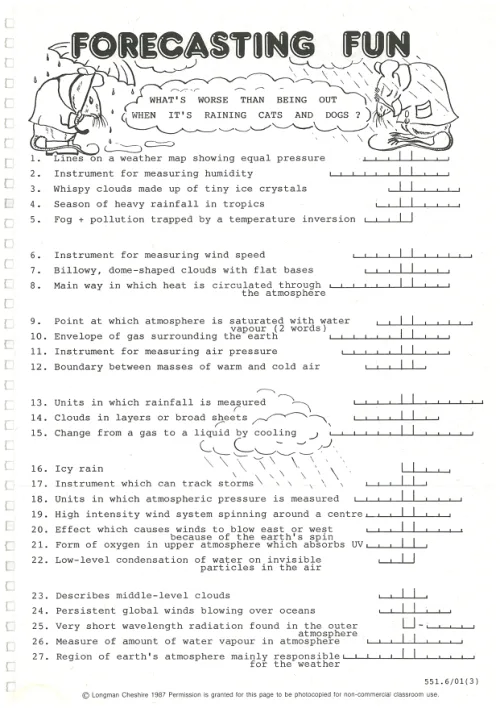 FORECASTING FUN
WHAT'S WORSE THAN BEING OUT
WHEN IT'S RAINING CATS AND DOGS ?
1. Lines on a weather map showing equal pressure
2. Instrument for measuring humidity
3. Whispy clouds made up of tiny ice crystals
4. Season of heavy rainfall in tropics
5. Fog + pollution trapped by a temperature inversion
6. Instrument for measuring wind speed
7. Billowy, dome-shaped clouds with flat bases
8. Main way in which heat is circulated through
the atmosphere
9. Point at which atmosphere is saturated with water
vapour (2 words)
10. Envelope of gas surrounding the earth
11. Instrument for measuring air pressure
12. Boundary between masses of warm and cold air
13. Units in which rainfall is measured
14. Clouds in layers or broad sheets
15. Change from a gas to a liquid by cooling
16. Icy rain
17. Instrument which can track storms
18. Units in which atmospheric pressure is measured
19. High intensity wind system spinning around a centre
20. Effect which causes winds to blow east or west
because of the earth's spin
21. Form of oxygen in upper atmosphere which absorbs UV
22. Low-level condensation of water on invisible
particles in the air
23. Describes middle-level clouds
24. Persistent global winds blowing over oceans
25. Very short wavelength radiation found in the outer
atmosphere
26. Measure of amount of water vapour in atmosphere
27. Region of earth's atmosphere mainly responsible
for the weather
551.6/01(3)
© Longman Cheshire 1987 Permission is granted for this page to be photocopied for non-commercial classroom use.